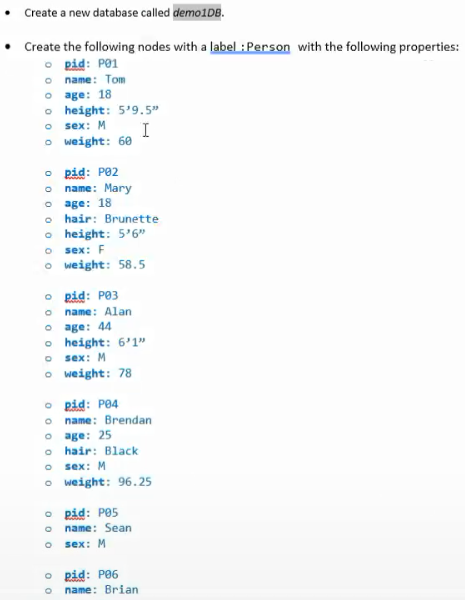 • Create a new database called demo1DB.
• Create the following nodes with a label :Person with the following properties:
o pid: P01
o name: Tom
o age: 18
o height: 5’9.5”
o sex: M
o weight: 60
o pid: P02
o name: Mary
o age: 18
o hair: Brunette
o height: 5’6”
o sex: F
o weight: 58.5
o pid: P03
o name: Alan
o age: 44
o height: 6’1”
o sex: M
o weight: 78
o pid: P04
o name: Brendan
o age: 25
o hair: Black
o sex: M
o weight: 96.25
o pid: P05
o name: Sean
o sex: M
o pid: P06
o name: Brian